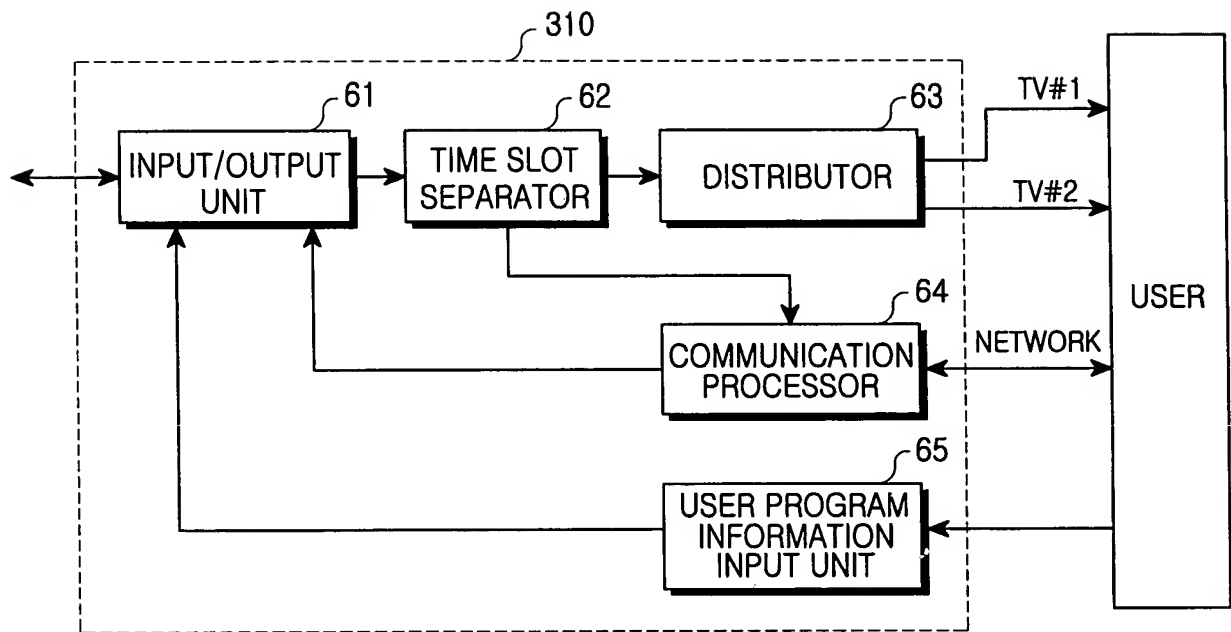 310
61
62
63
TV#1
INPUT/OUTPUT
UNIT
TIME SLOT
SEPARATOR
DISTRIBUTOR
TV#2
USER
64
COMMUNICATION
PROCESSOR
NETWORK
65
USER PROGRAM
INFORMATION
INPUT UNIT